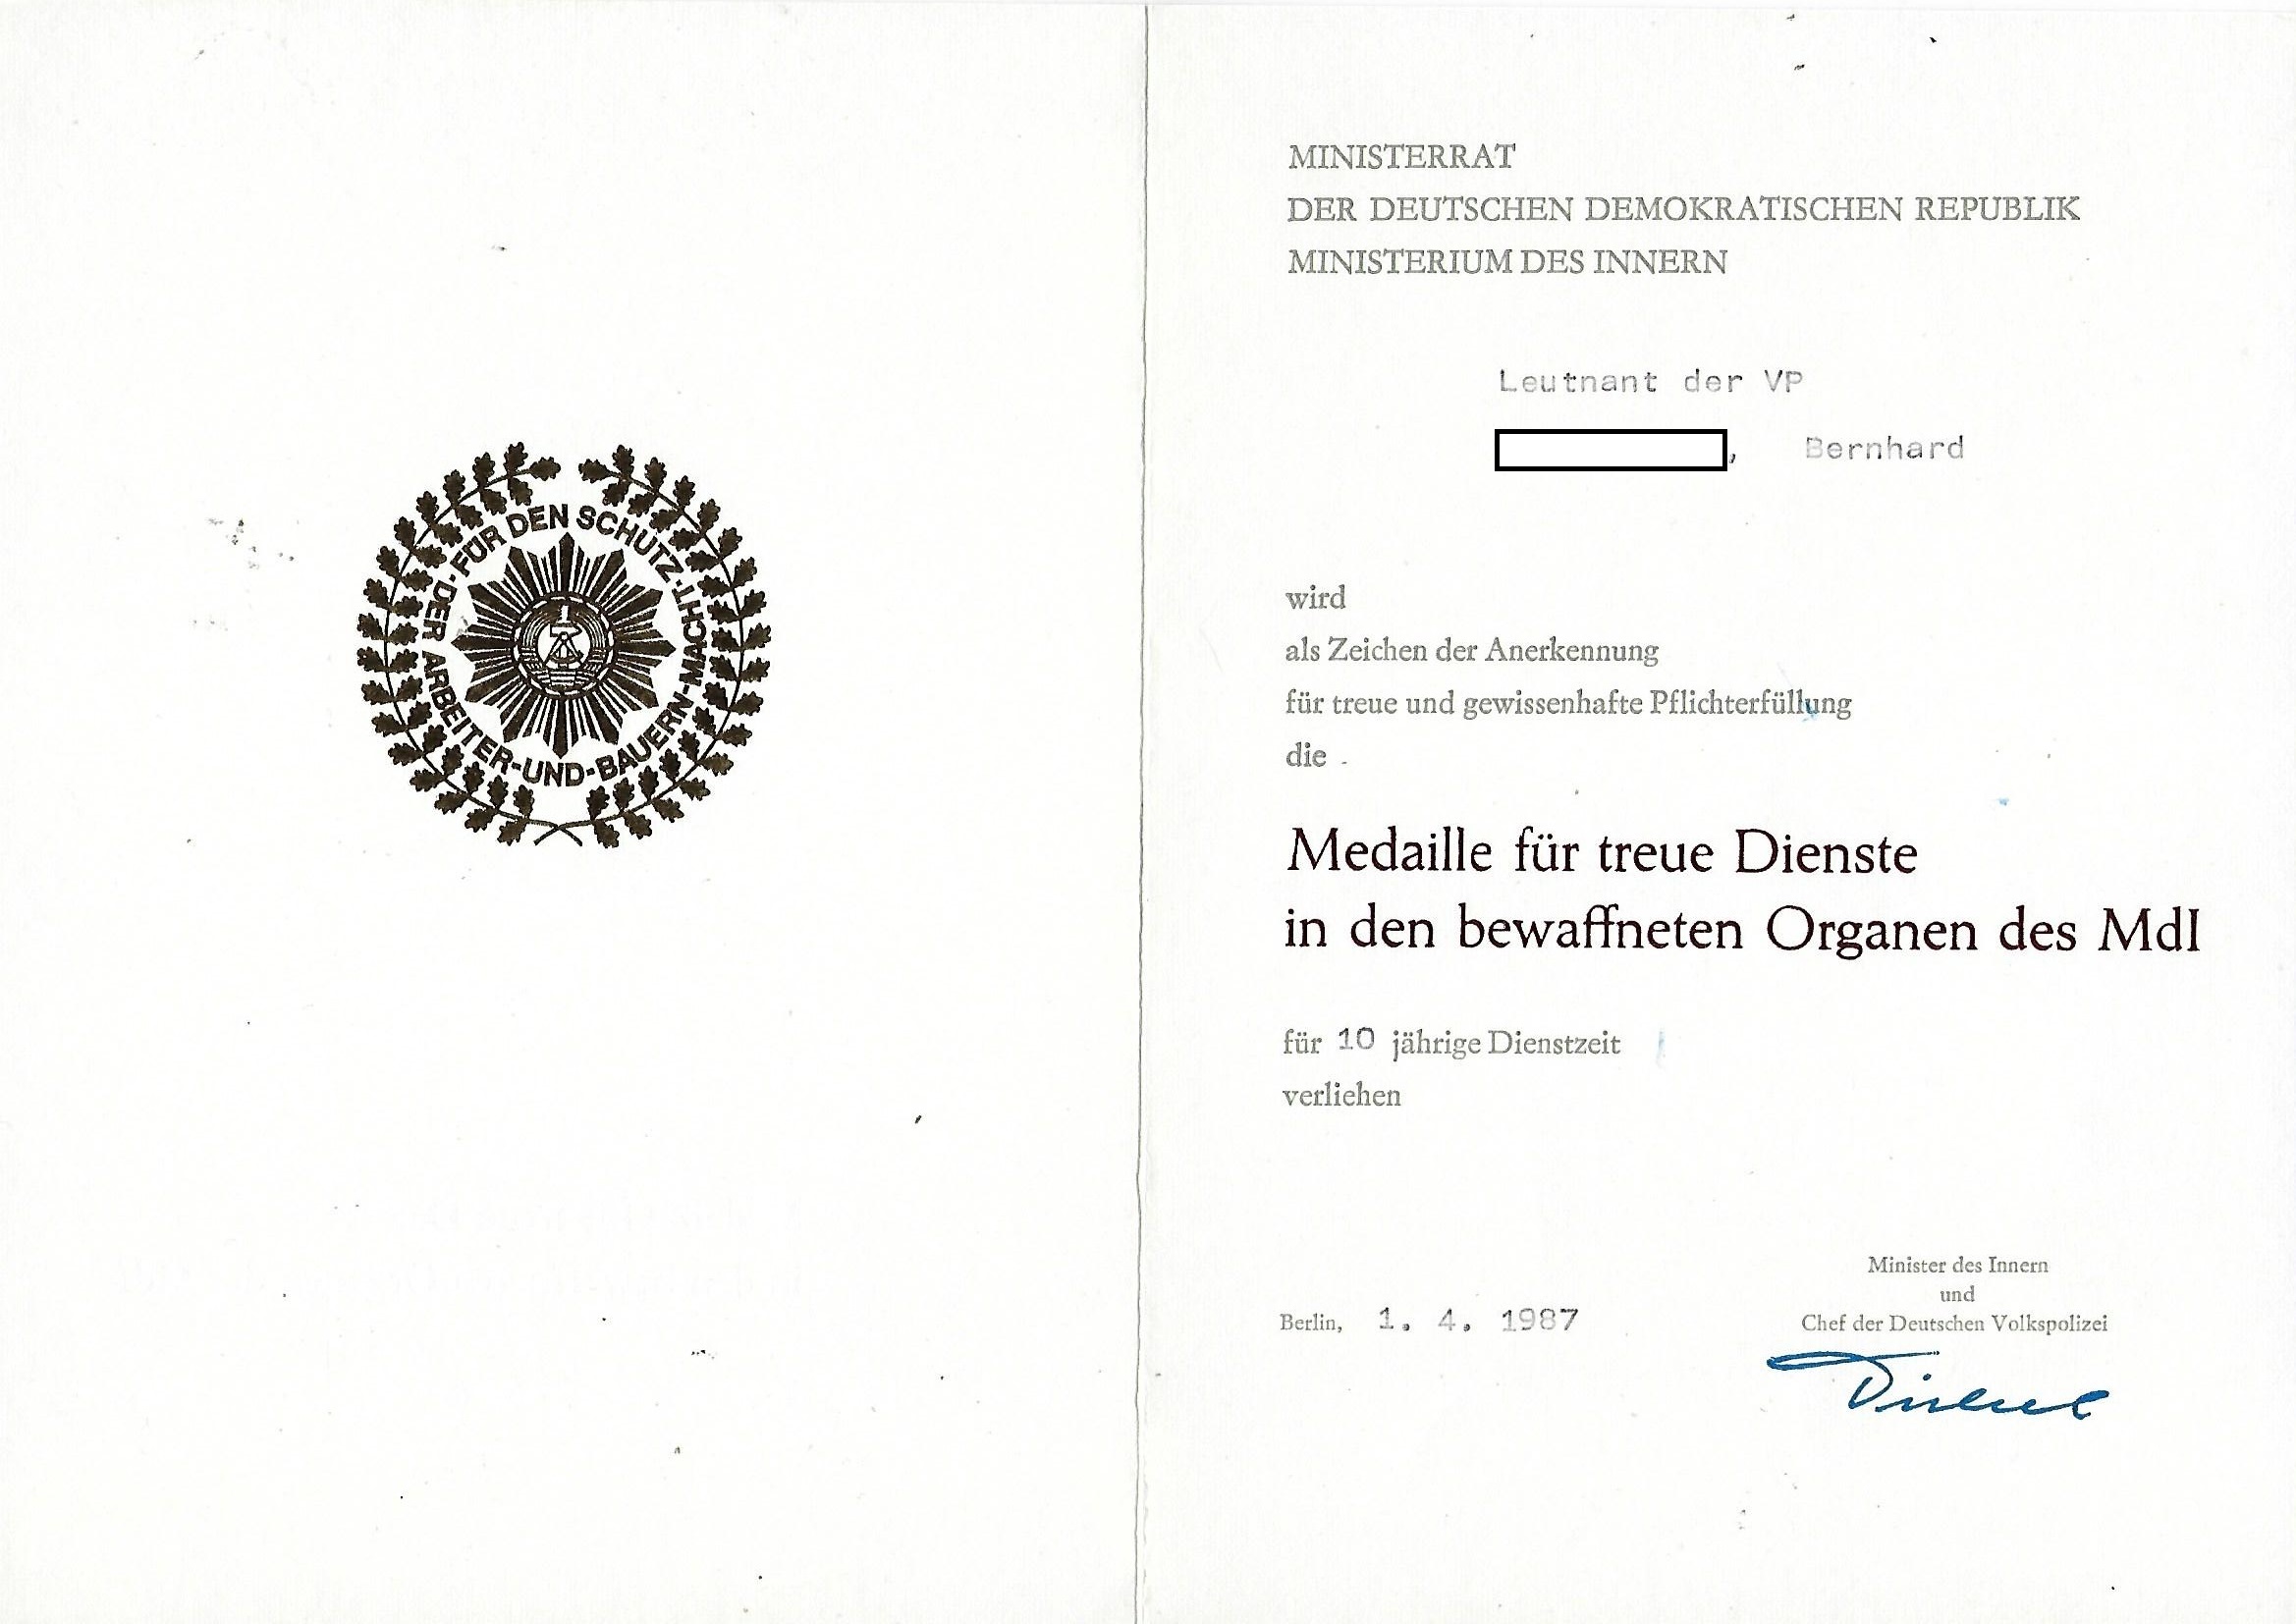 FÜR DEN SCHUTZ · DER ARBEITER-UND-BAUERN-MACHT ·
MINISTERRAT
DER DEUTSCHEN DEMOKRATISCHEN REPUBLIK
MINISTERIUM DES INNERN
Leutnant der VP
, Bernhard
wird
als Zeichen der Anerkennung
für treue und gewissenhafte Pflichterfüllung
die
Medaille für treue Dienste
in den bewaffneten Organen des MdI
für 10 jährige Dienstzeit
verliehen
Minister des Innern
und
Berlin, 1. 4. 1987
Chef der Deutschen Volkspolizei